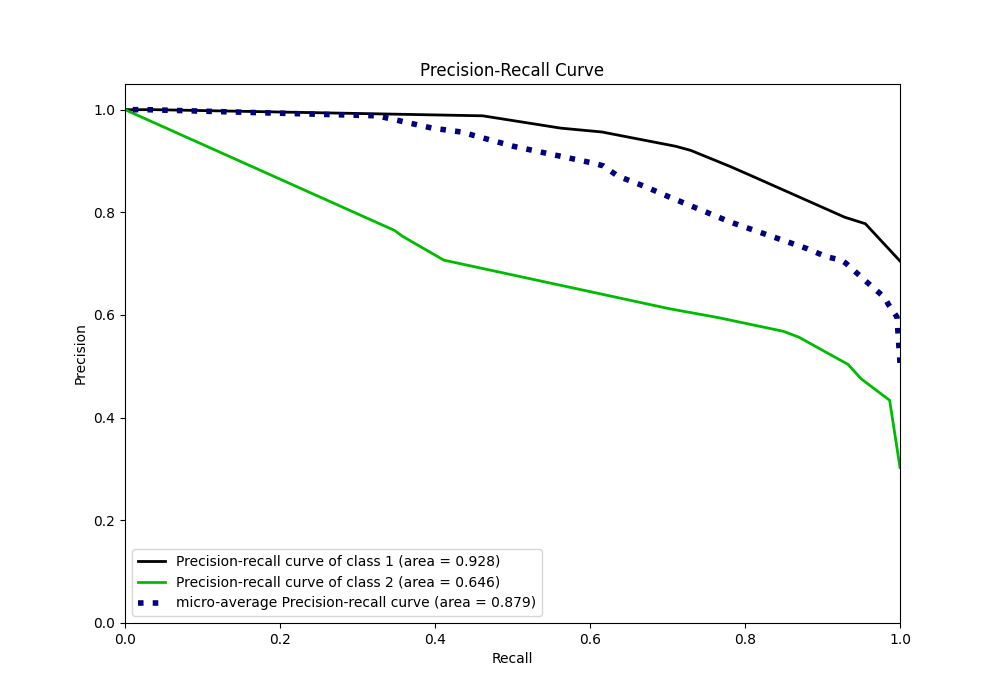 Precision-Recall Curve
Precision
1.0
0.8
0.6
0.4
0.2
0.0
Precision-recall curve of class 1 (area = 0.928)
Precision-recall curve of class 2 (area = 0.646)
micro-average Precision-recall curve (area = 0.879)
0.0 0.2 0.4 0.6 0.8 1.0
Recall